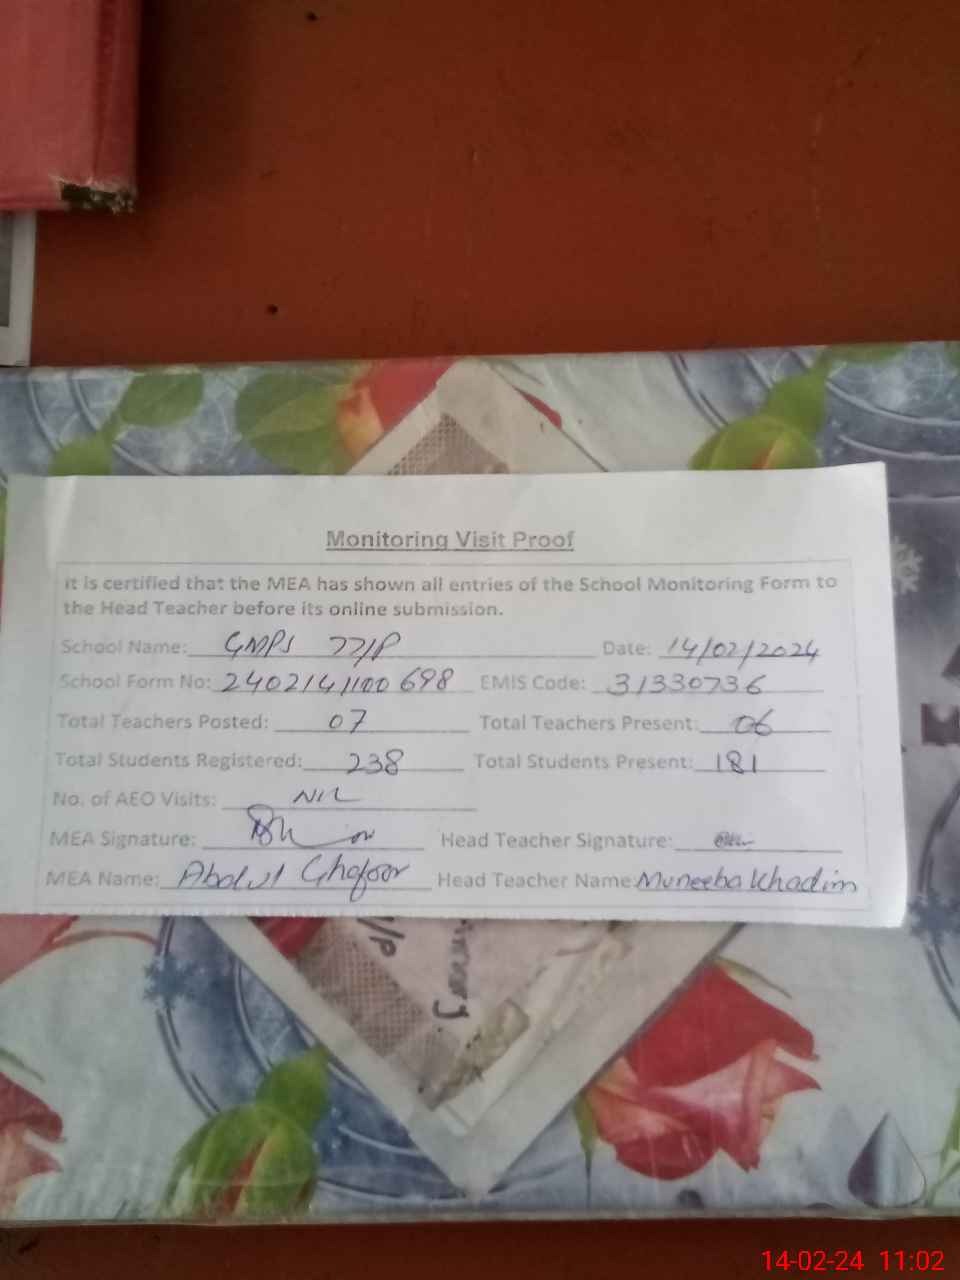 Monitoring Visit Proof
It is certified that the MEA has shown all entries of the School Monitoring Form to
the Head Teacher before its online submission.
School Name: GMPS 77/P Date: 14/02/2024
School Form No: 2402141100698 EMIS Code: 31330736
Total Teachers Posted: 07 Total Teachers Present: 06
Total Students Registered: 238 Total Students Present: 181
No. of AEO Visits: NIL
MEA Signature: Head Teacher Signature:
MEA Name: Abdul Ghafoor Head Teacher Name: Muneeba Khadim
/P
14-02-24 11:02